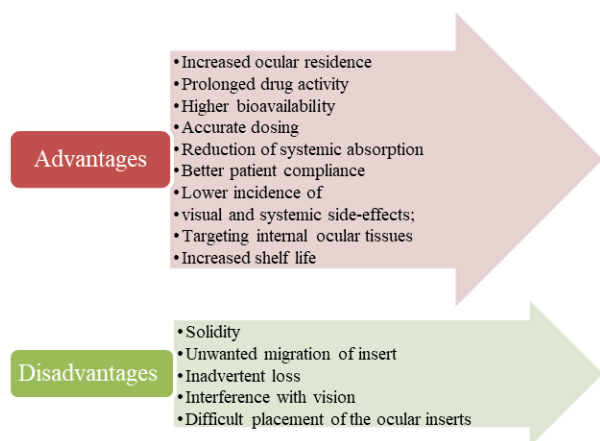 Advantages
•Increased ocular residence
•Prolonged drug activity
•Higher bioavailability
•Accurate dosing
•Reduction of systemic absorption
•Better patient compliance
•Lower incidence of
•visual and systemic side-effects;
•Targeting internal ocular tissues
•Increased shelf life
Disadvantages
•Solidity
•Unwanted migration of insert
•Inadvertent loss
•Interference with vision
•Difficult placement of the ocular inserts